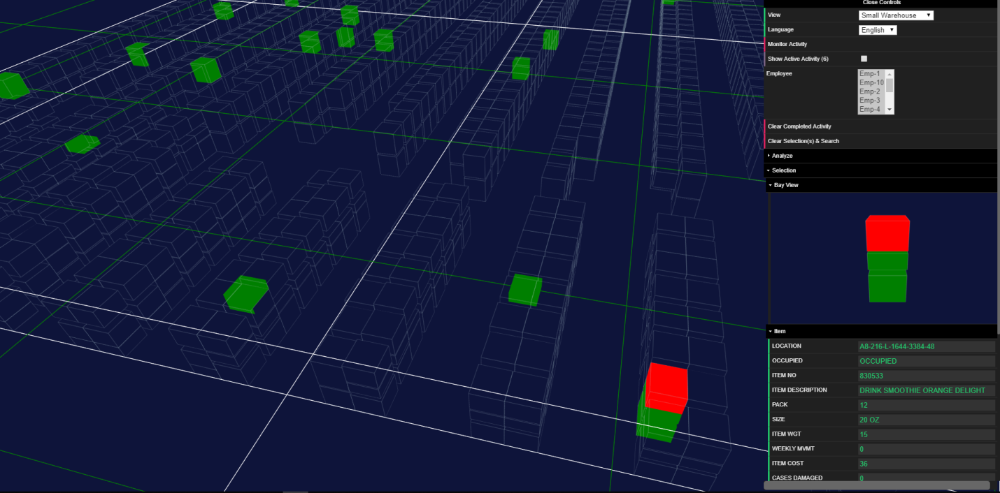 Close Controls
View Small Warehouse
Language English
Monitor Activity
Show Active Activity (6)
Employee Emp-1
Emp-10
Emp-2
Emp-3
Emp-4
Clear Completed Activity
Clear Selection(s) & Search
Analyze
Selection
Bay View
Item
LOCATION A8-216-L-1644-3384-48
OCCUPIED OCCUPIED
ITEM NO 830533
ITEM DESCRIPTION DRINK SMOOTHIE ORANGE DELIGHT
PACK 12
SIZE 20 OZ
ITEM WGT 15
WEEKLY MVMT 0
ITEM COST 36
CASES DAMAGED 0